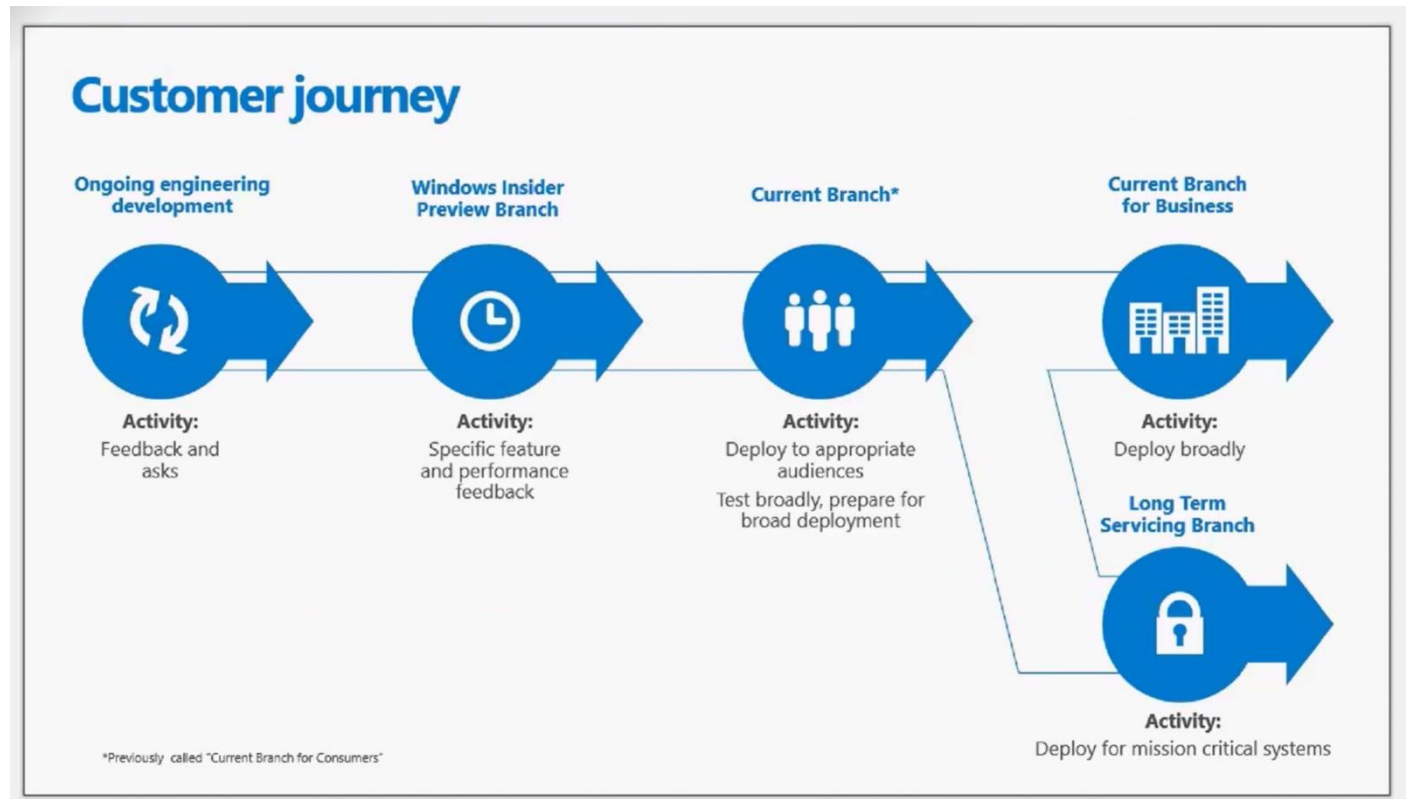 Customer journey
Ongoing engineering
development
Windows Insider
Preview Branch
Current Branch*
Current Branch
for Business
Activity:
Feedback and
asks
Activity:
Specific feature
and performance
feedback
Activity:
Deploy to appropriate
audiences
Test broadly, prepare for
broad deployment
Activity:
Deploy broadly
Long Term
Servicing Branch
Activity:
Deploy for mission critical systems
*Previously called "Current Branch for Consumers"